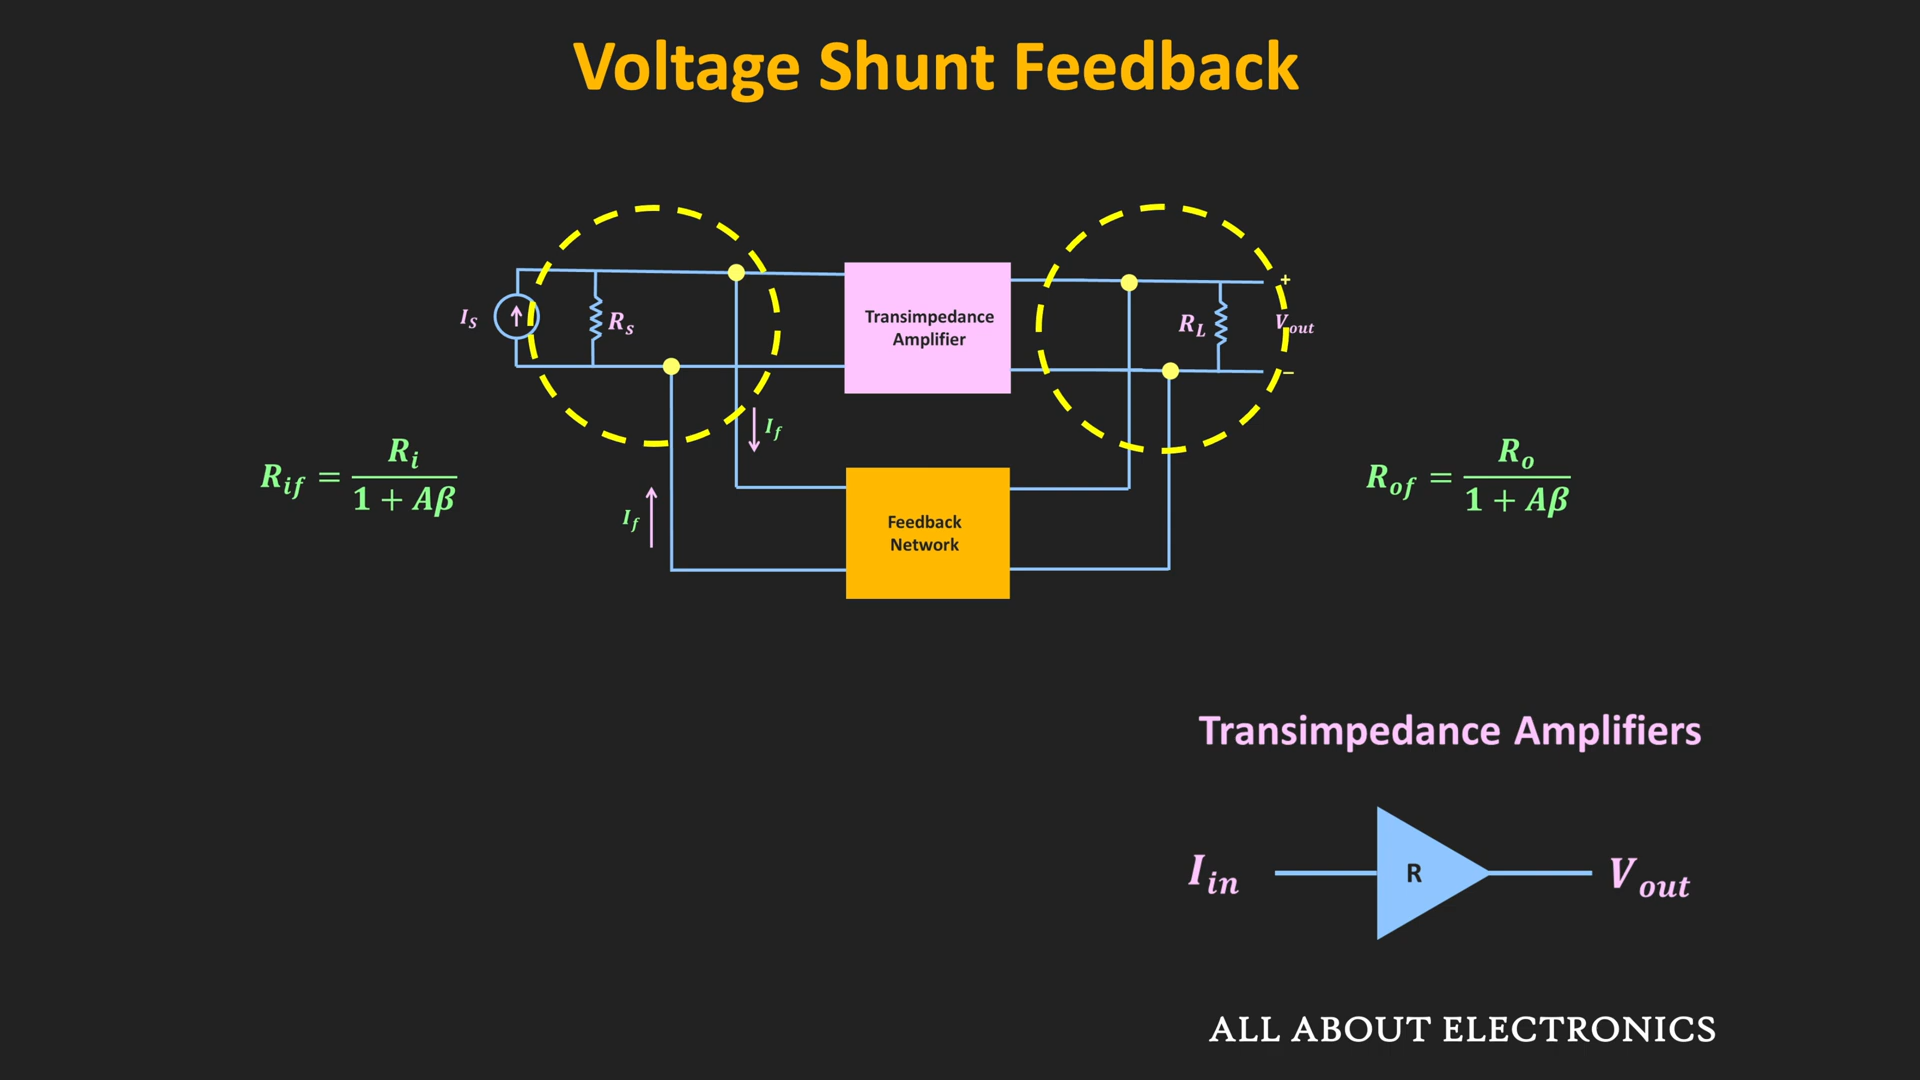 Voltage Shunt Feedback
I_S
R_s
Transimpedance
Amplifier
R_L
+
V_out
−
I_f
I_f
R_if = R_i / (1 + Aβ)
Feedback
Network
R_of = R_o / (1 + Aβ)
Transimpedance Amplifiers
I_in
R
V_out
ALL ABOUT ELECTRONICS